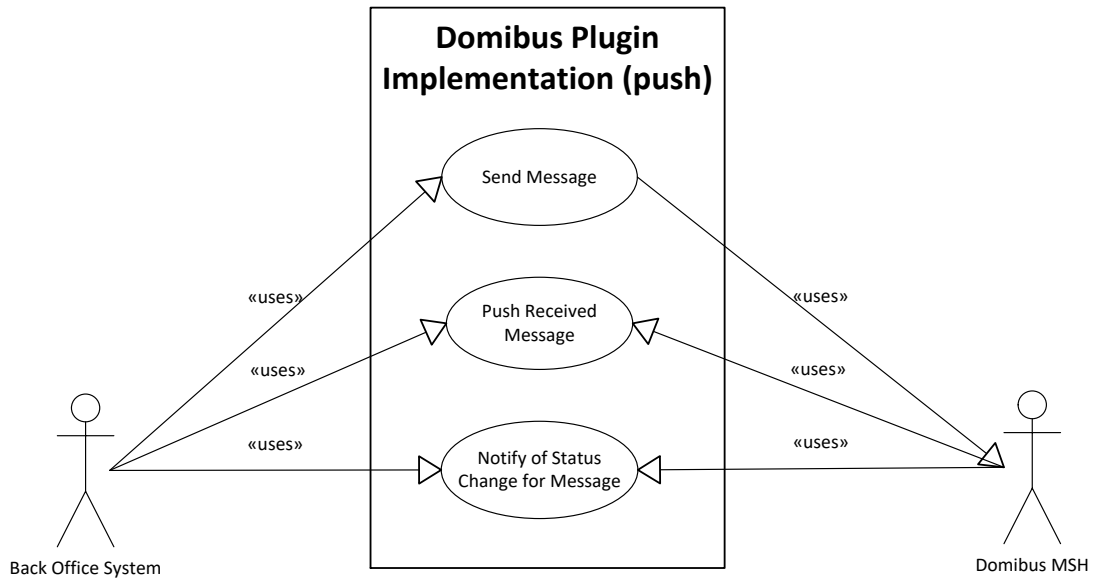 Domibus Plugin
Implementation (push)
Send Message
«uses»
«uses»
Push Received
Message
«uses»
«uses»
«uses»
«uses»
Notify of Status
Change for Message
Back Office System
Domibus MSH